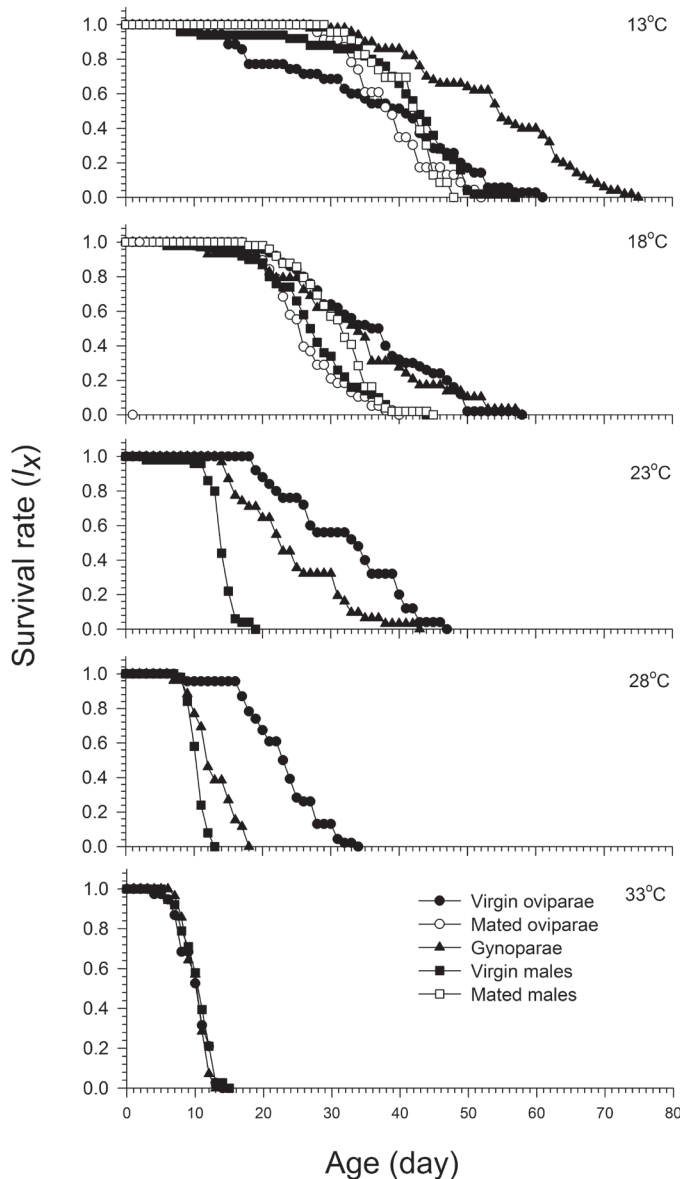 1.0
0.8
0.6
0.4
0.2
0.0
13°C
1.0
0.8
0.6
0.4
0.2
0.0
18°C
1.0
0.8
0.6
0.4
0.2
0.0
23°C
1.0
0.8
0.6
0.4
0.2
0.0
28°C
1.0
0.8
0.6
0.4
0.2
0.0
33°C
Virgin oviparae
Mated oviparae
Gynoparae
Virgin males
Mated males
0 10 20 30 40 50 60 70 80
Survival rate (lx)
Age (day)